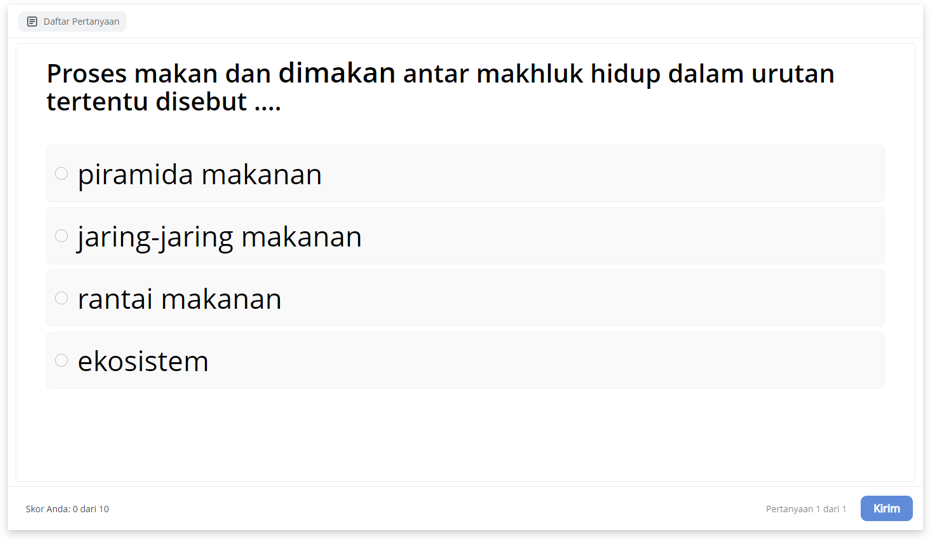 Daftar Pertanyaan
Proses makan dan dimakan antar makhluk hidup dalam urutan
tertentu disebut ....
piramida makanan
jaring-jaring makanan
rantai makanan
ekosistem
Skor Anda: 0 dari 10
Pertanyaan 1 dari 1
Kirim